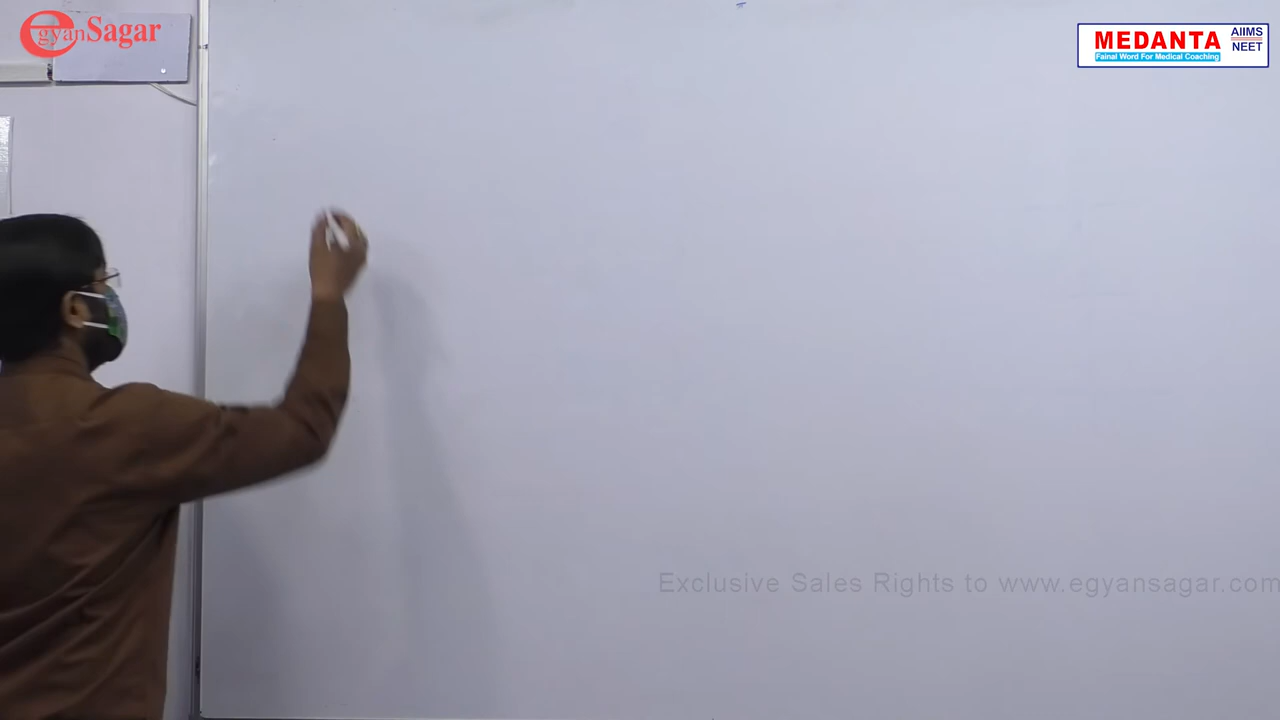 egyanSagar
MEDANTA
Fainal Word For Medical Coaching
AIIMS
NEET
Exclusive Sales Rights to www.egyansagar.com